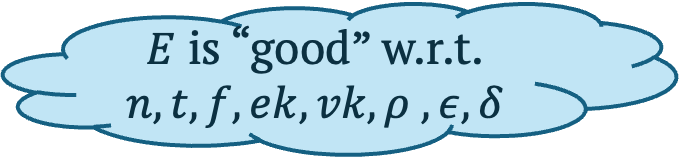 E is “good” w.r.t.
n, t, f, ek, vk, ρ , ϵ, δ